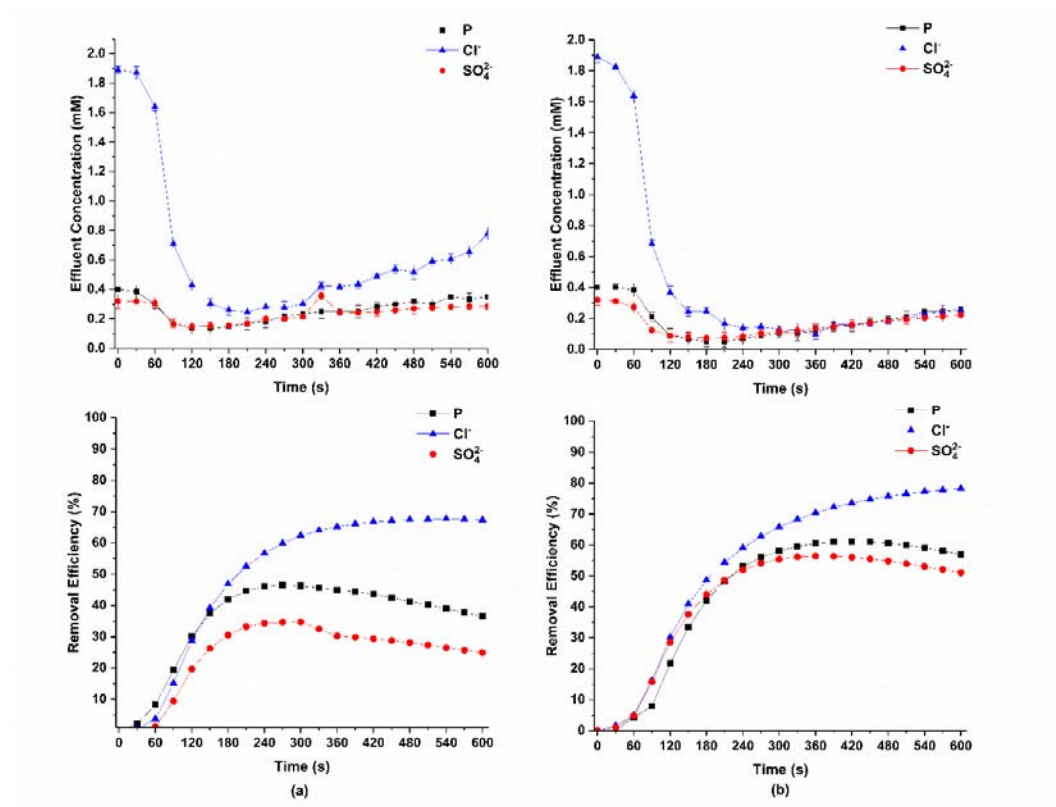 P
Cl⁻
SO₄²⁻
Effluent Concentration (mM)
2.0
1.8
1.6
1.4
1.2
1.0
0.8
0.6
0.4
0.2
0.0
0 60 120 180 240 300 360 420 480 540 600
Time (s)
P
Cl⁻
SO₄²⁻
Effluent Concentration (mM)
2.0
1.8
1.6
1.4
1.2
1.0
0.8
0.6
0.4
0.2
0.0
0 60 120 180 240 300 360 420 480 540 600
Time (s)
P
Cl⁻
SO₄²⁻
Removal Efficiency (%)
100
90
80
70
60
50
40
30
20
10
0 60 120 180 240 300 360 420 480 540 600
Time (s)
(a)
P
Cl⁻
SO₄²⁻
Removal Efficiency (%)
100
90
80
70
60
50
40
30
20
10
0
0 60 120 180 240 300 360 420 480 540 600
Time (s)
(b)